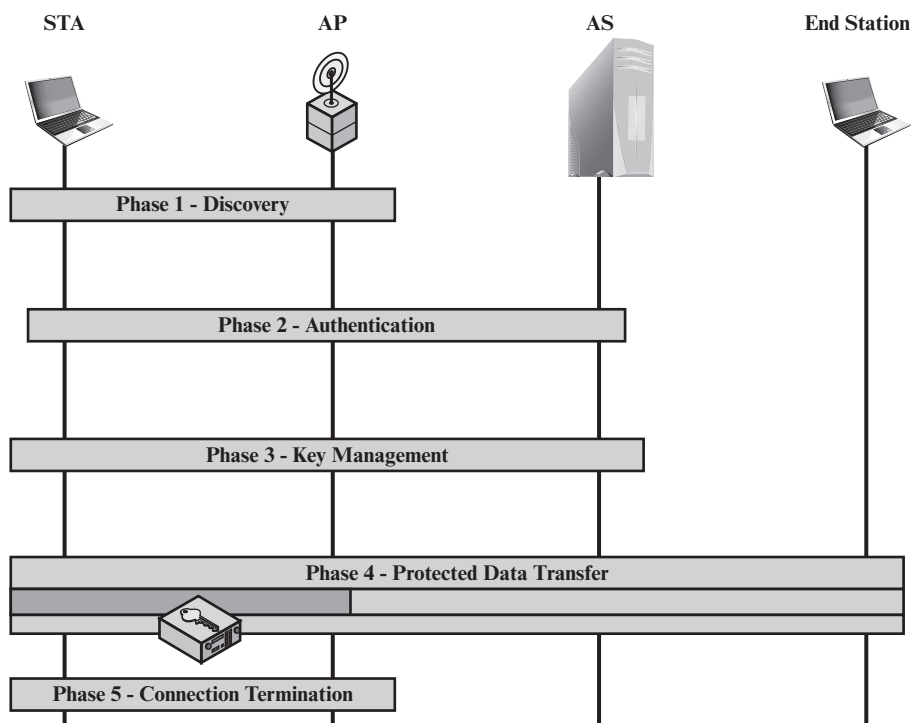 STA
AP
AS
End Station
Phase 1 - Discovery
Phase 2 - Authentication
Phase 3 - Key Management
Phase 4 - Protected Data Transfer
Phase 5 - Connection Termination